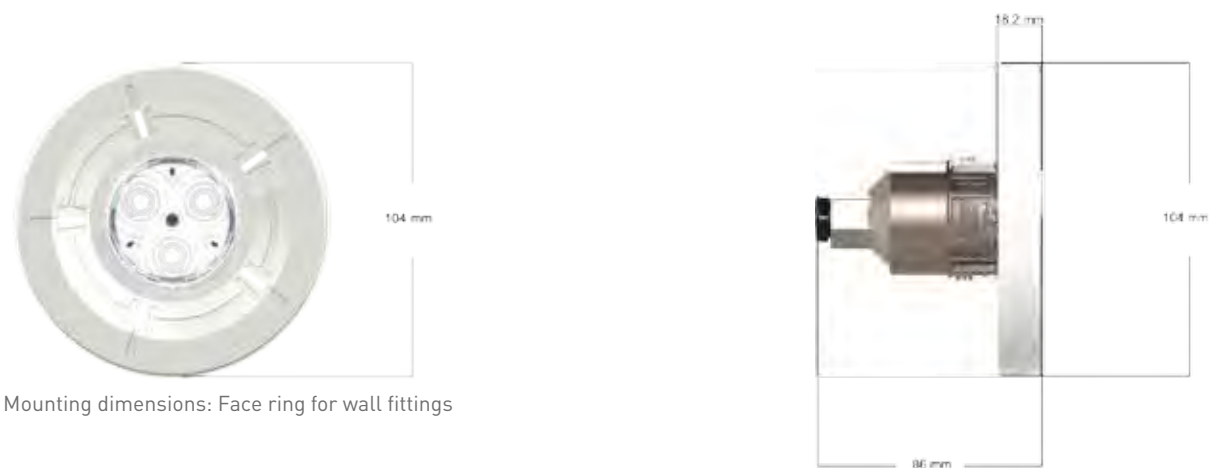 18.2 mm
104 mm
104 mm
Mounting dimensions: Face ring for wall fittings
86 mm